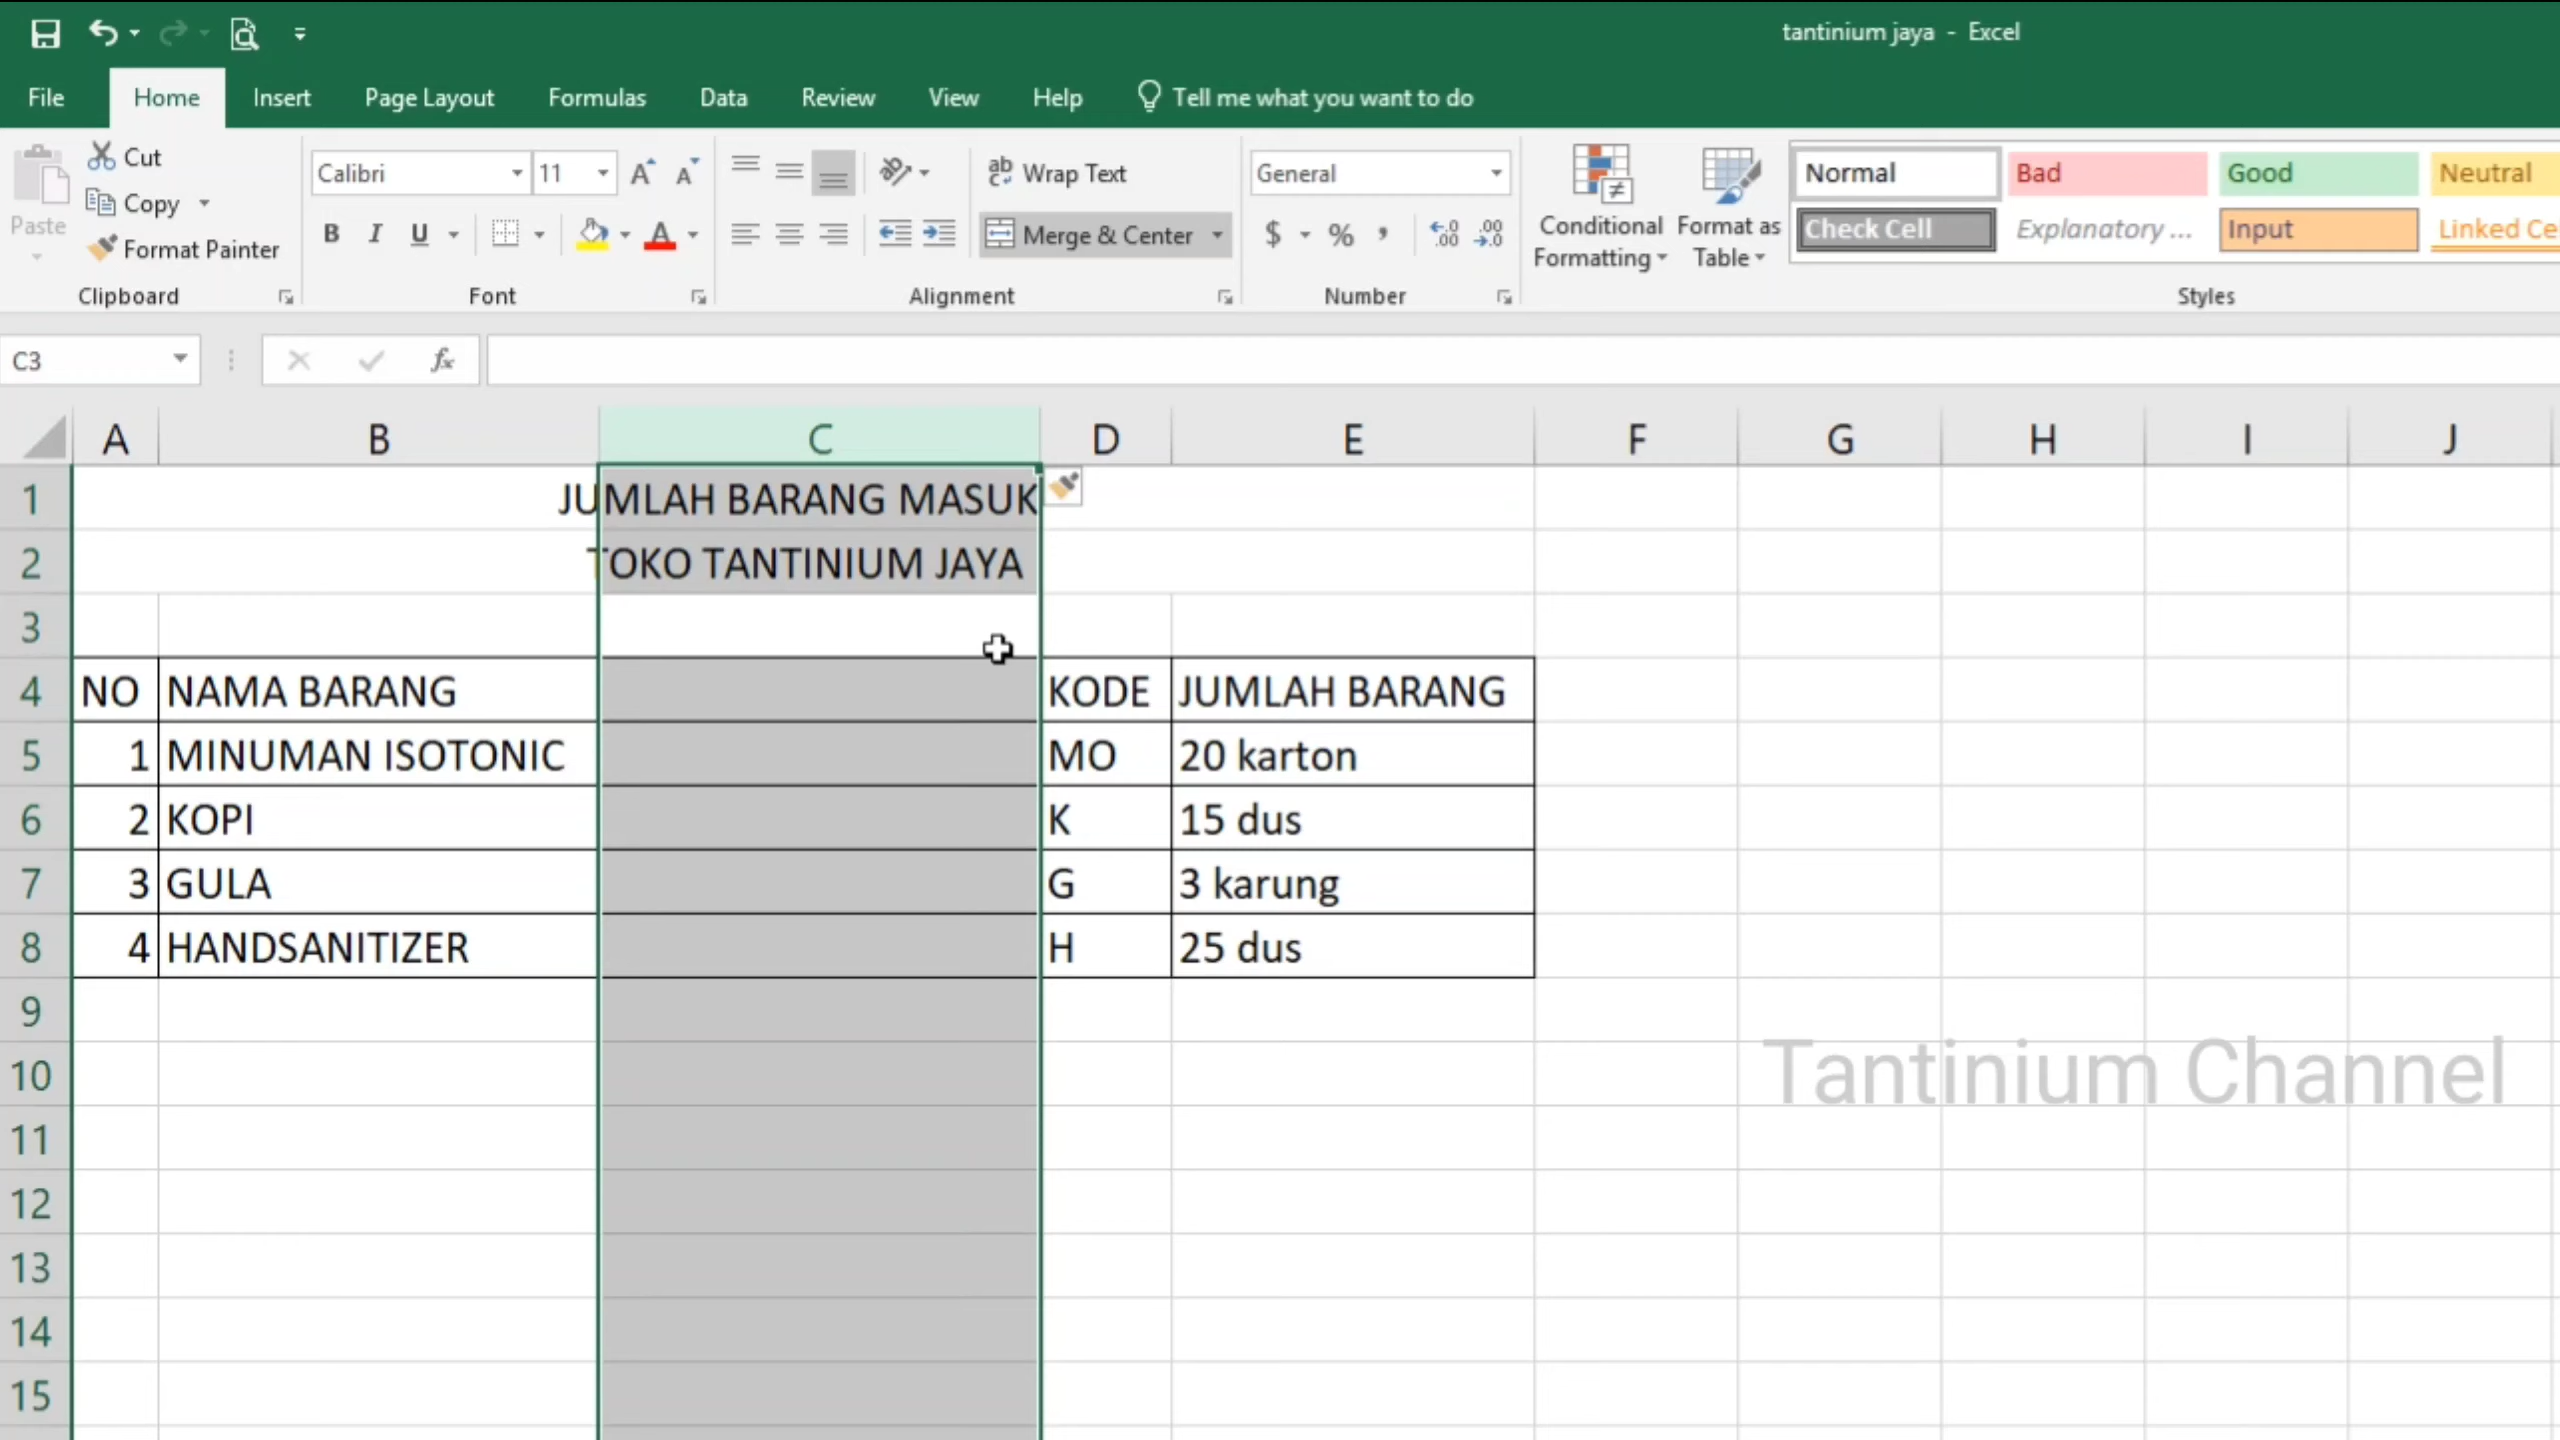 tantinium jaya - Excel
File Home Insert Page Layout Formulas Data Review View Help Tell me what you want to do
Paste Cut Copy Format Painter Clipboard
Calibri 11 B I U A Font
Wrap Text Merge & Center Alignment
General $ % , Number
Conditional Formatting Format as Table
Normal Bad Good Neutral
Check Cell Explanatory ... Input Linked Ce
Styles
C3 fx
A B C D E F G H I J
1 JUMLAH BARANG MASUK
2 TOKO TANTINIUM JAYA
3
4 NO NAMA BARANG KODE JUMLAH BARANG
5 1 MINUMAN ISOTONIC MO 20 karton
6 2 KOPI K 15 dus
7 3 GULA G 3 karung
8 4 HANDSANITIZER H 25 dus
9
10
11
12
13
14
15
Tantinium Channel